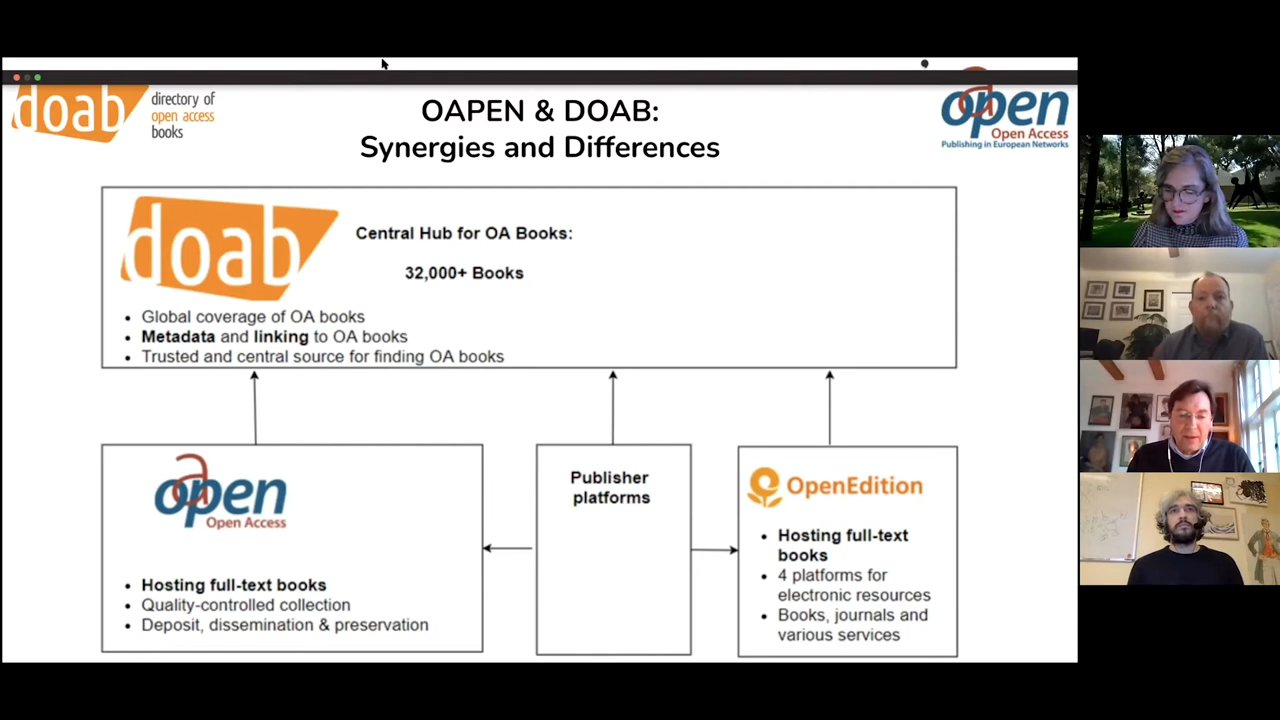 doab
directory of
open access
books
OAPEN & DOAB:
Synergies and Differences
oapen
Open Access
Publishing in European Networks
doab
Central Hub for OA Books:
32,000+ Books
• Global coverage of OA books
• Metadata and linking to OA books
• Trusted and central source for finding OA books
oapen
Open Access
• Hosting full-text books
• Quality-controlled collection
• Deposit, dissemination & preservation
Publisher
platforms
OpenEdition
• Hosting full-text
books
• 4 platforms for
electronic resources
• Books, journals and
various services